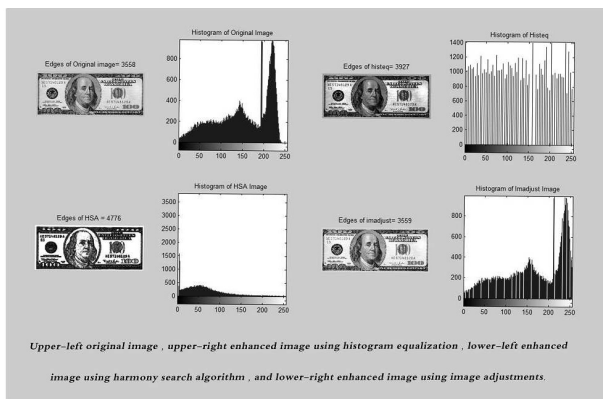 Histogram of Original Image
Edges of Original image= 3558
800
600
400
200
0
0 50 100 150 200 250
Histogram of Histeq
Edges of histeq= 3927
1400
1200
1000
800
600
400
200
0
0 50 100 150 200 250
Histogram of HSA Image
Edges of HSA = 4776
3500
3000
2500
2000
1500
1000
500
0
0 50 100 150 200 250
Histogram of Imadjust Image
Edges of imadjust= 3559
800
600
400
200
0
0 50 100 150 200 250
Upper-left original image , upper-right enhanced image using histogram equalization , lower-left enhanced
image using harmony search algorithm , and lower-right enhanced image using image adjustments.